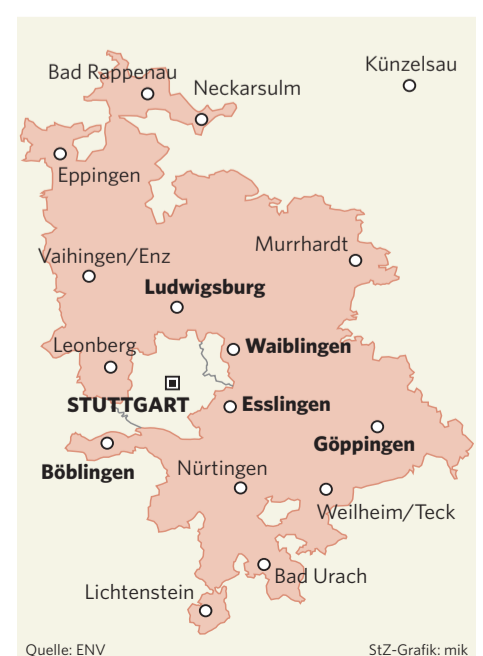 Künzelsau
Bad Rappenau
Neckarsulm
Eppingen
Murrhardt
Vaihingen/Enz
Ludwigsburg
Leonberg
Waiblingen
STUTTGART
Esslingen
Göppingen
Böblingen
Nürtingen
Weilheim/Teck
Bad Urach
Lichtenstein
Quelle: ENV
StZ-Grafik: mik